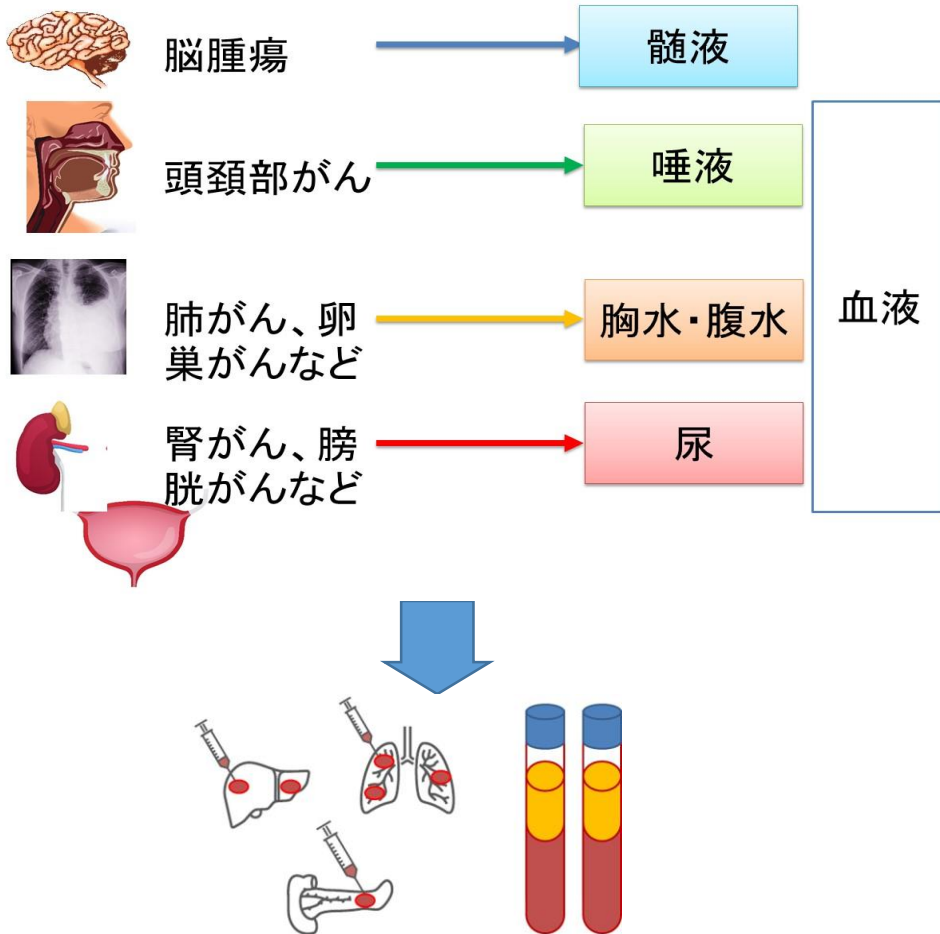 脳腫瘍
髄液
頭頚部がん
唾液
肺がん、卵
巣がんなど
胸水・腹水
血液
腎がん、膀
胱がんなど
尿